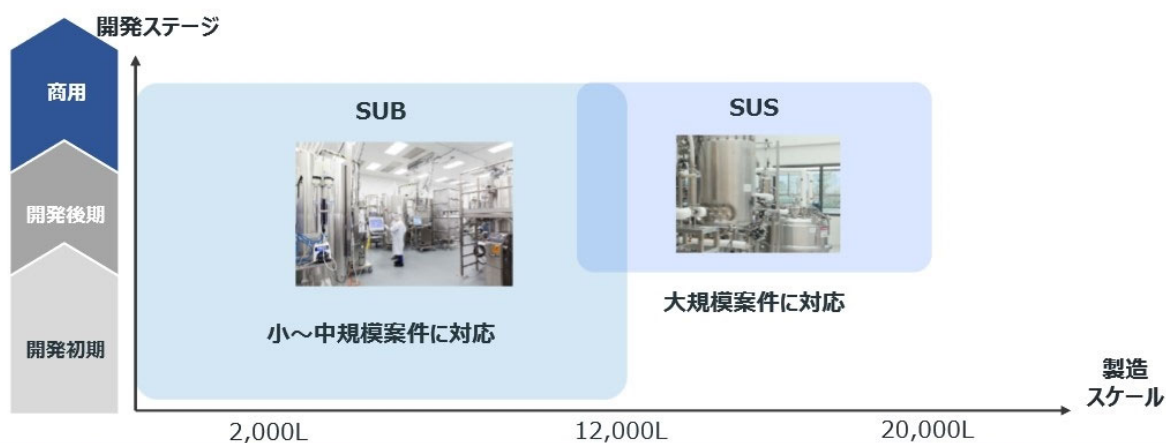 開発ステージ
商用
開発後期
開発初期
SUB
SUS
小～中規模案件に対応
大規模案件に対応
製造
スケール
2,000L
12,000L
20,000L